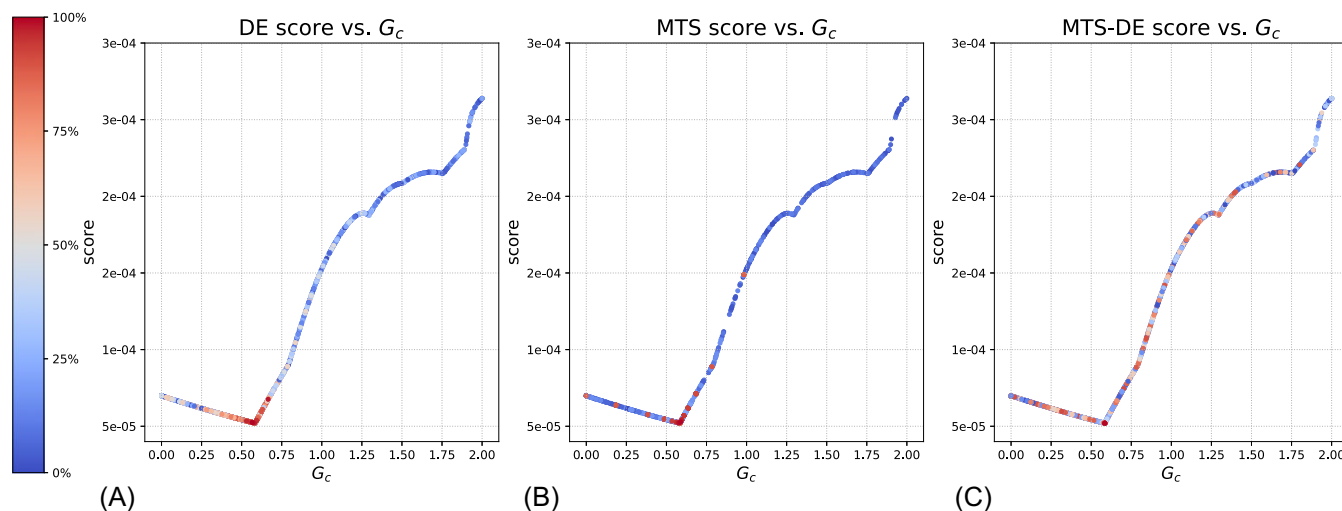 100%
75%
50%
25%
0%
DE score vs. G_c
3e-04
3e-04
2e-04
2e-04
1e-04
5e-05
score
0.00 0.25 0.50 0.75 1.00 1.25 1.50 1.75 2.00
G_c
(A)
MTS score vs. G_c
3e-04
3e-04
2e-04
2e-04
1e-04
5e-05
score
0.00 0.25 0.50 0.75 1.00 1.25 1.50 1.75 2.00
G_c
(B)
MTS-DE score vs. G_c
3e-04
3e-04
2e-04
2e-04
1e-04
5e-05
score
0.00 0.25 0.50 0.75 1.00 1.25 1.50 1.75 2.00
G_c
(C)